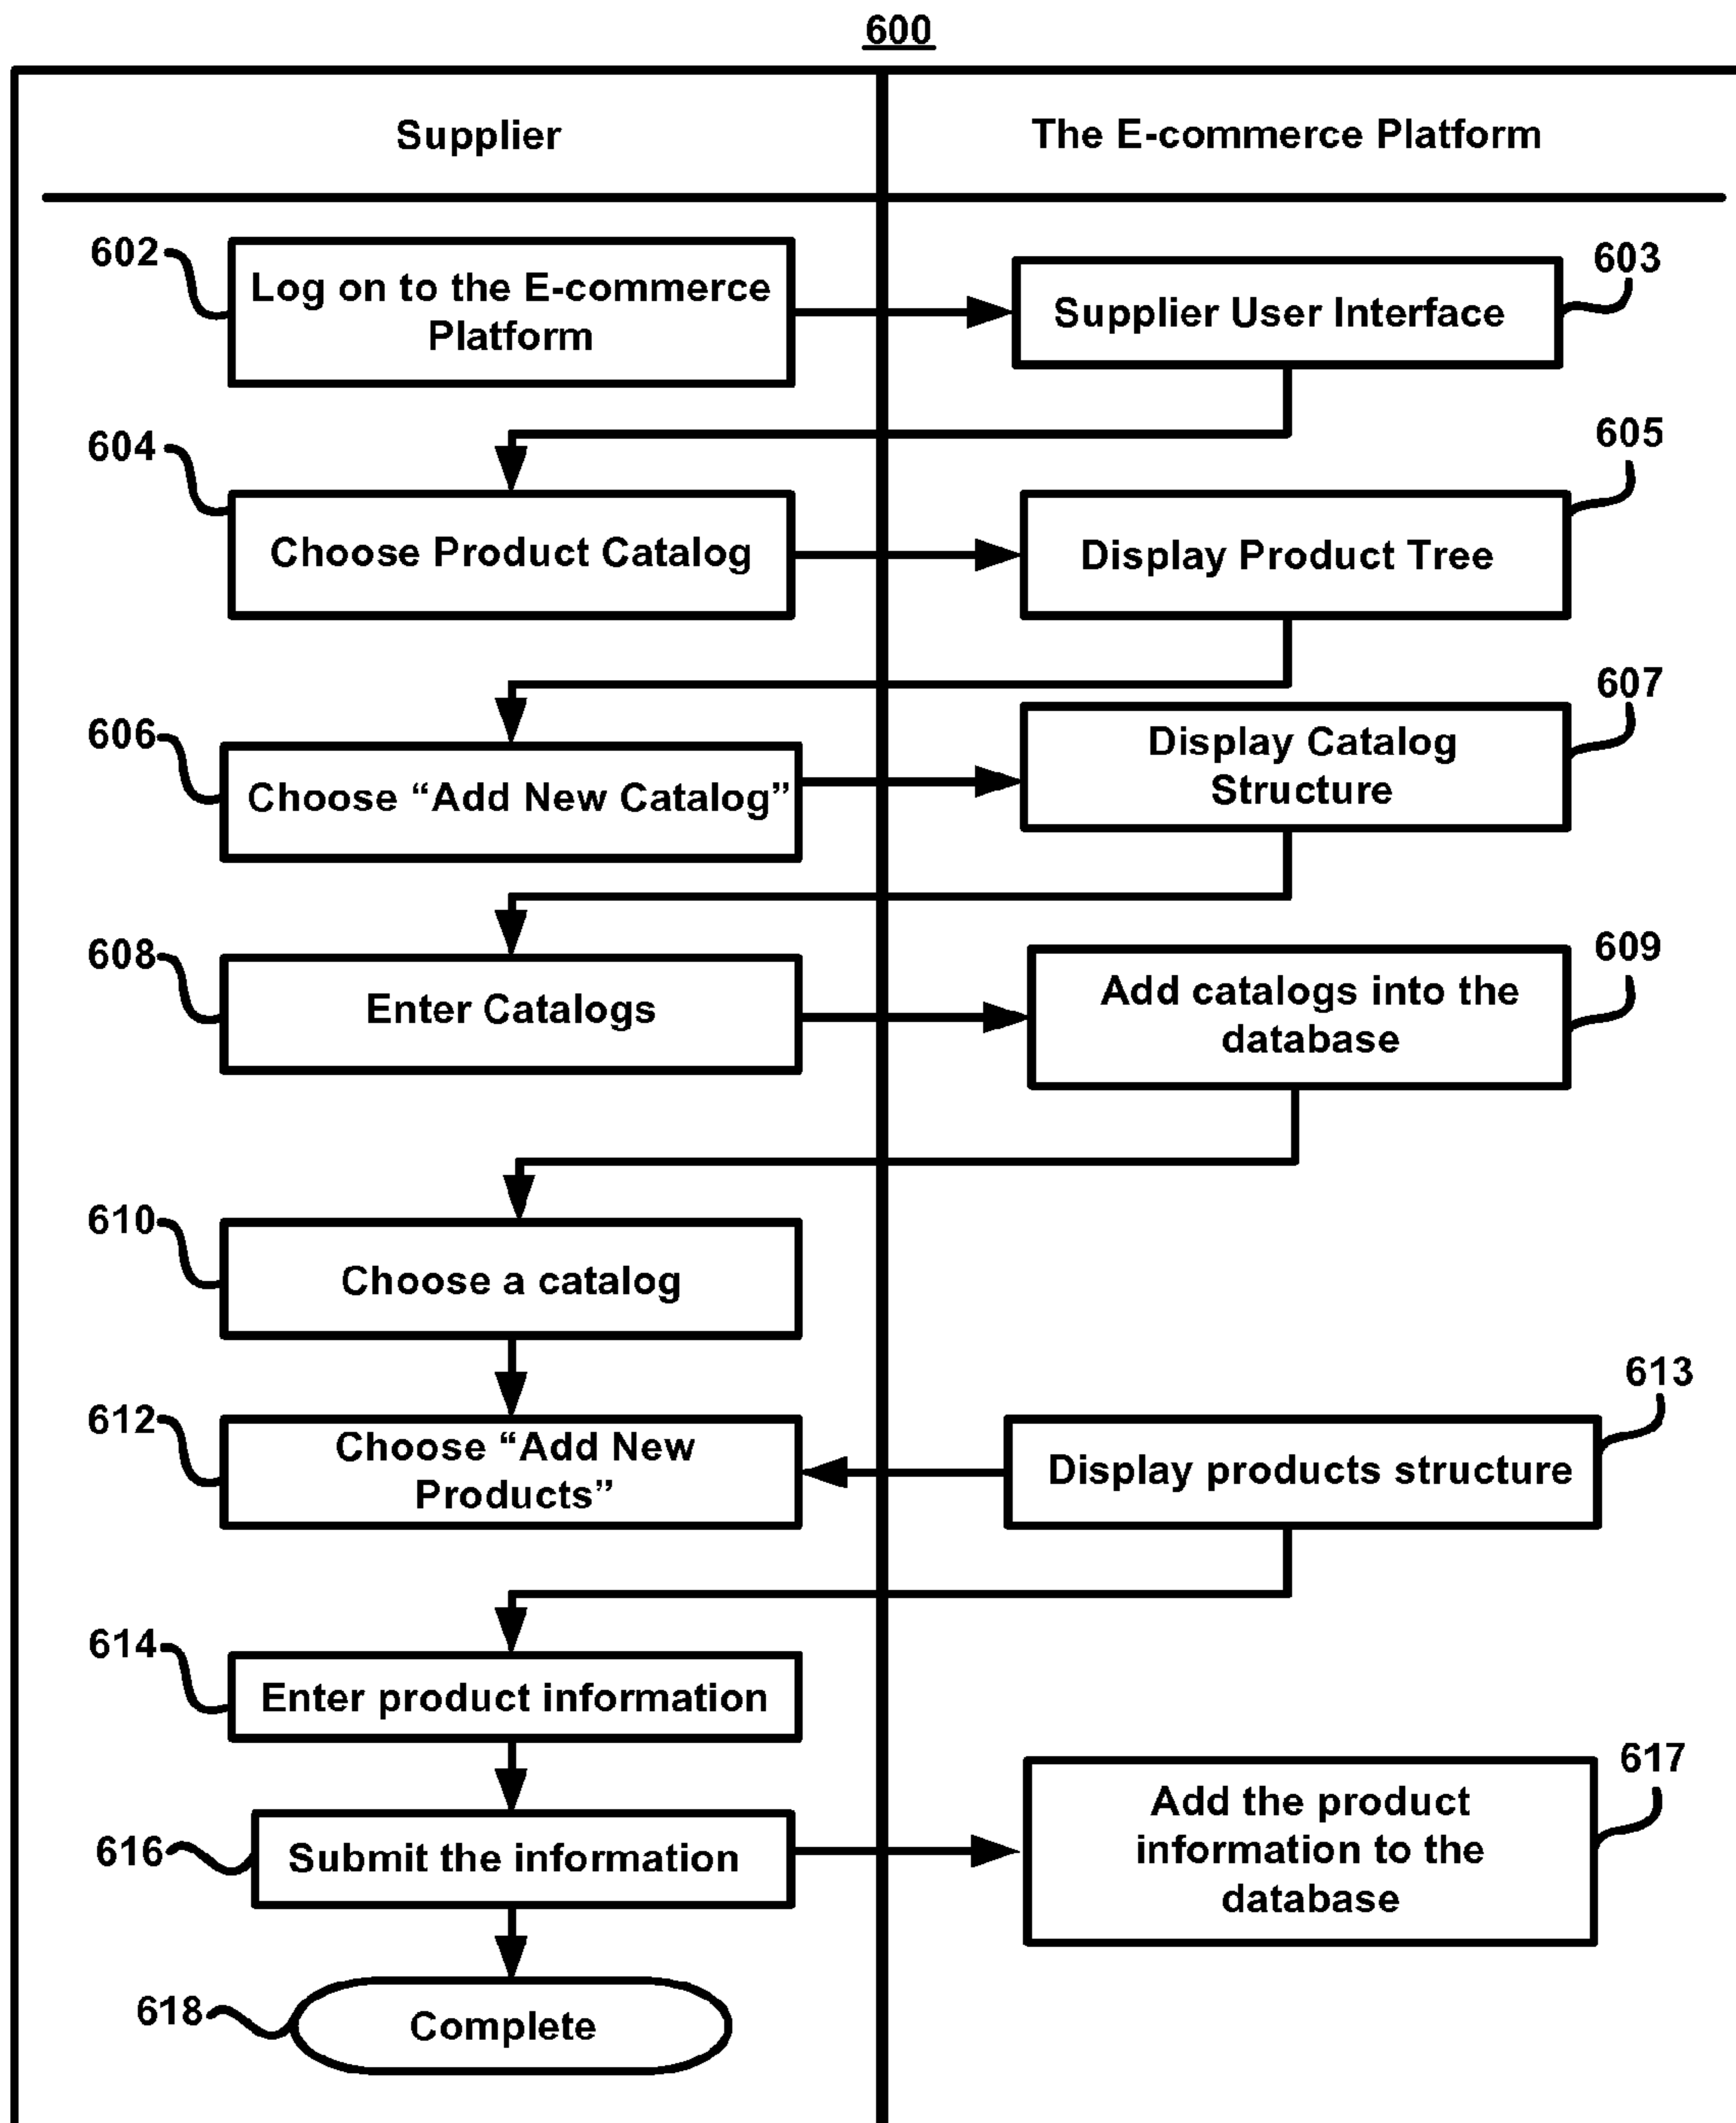 600
Supplier
The E-commerce Platform
602
Log on to the E-commerce
Platform
603
Supplier User Interface
604
Choose Product Catalog
605
Display Product Tree
606
Choose “Add New Catalog”
607
Display Catalog
Structure
608
Enter Catalogs
609
Add catalogs into the
database
610
Choose a catalog
612
Choose “Add New
Products”
613
Display products structure
614
Enter product information
616
Submit the information
617
Add the product
information to the
database
618
Complete